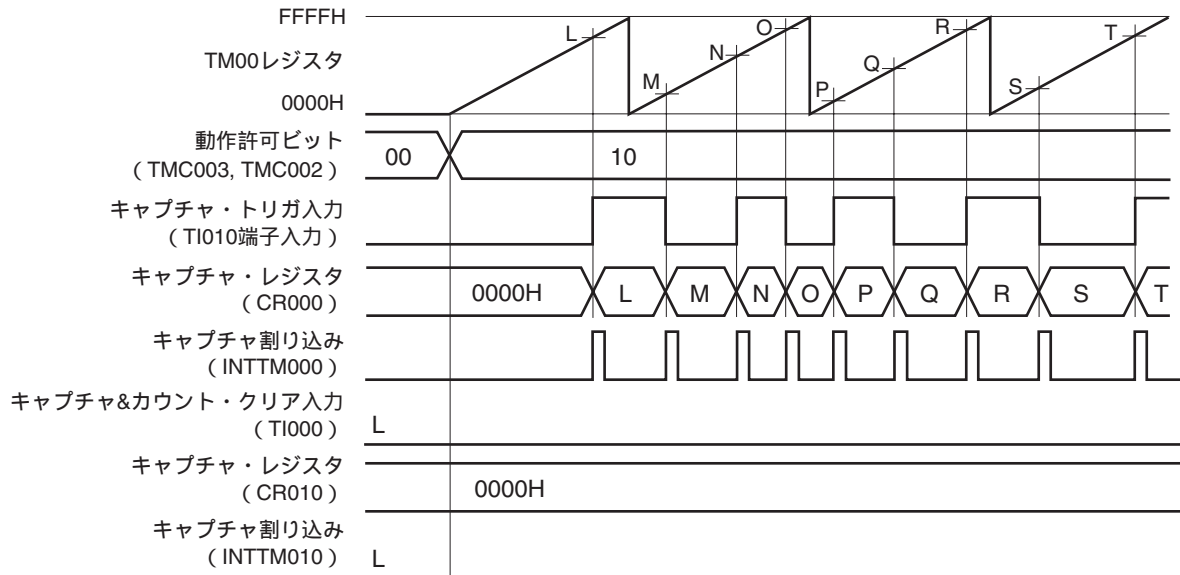 FFFFH
TM00レジスタ
0000H
L M N O P Q R S T
動作許可ビット
（TMC003, TMC002）
00 10
キャプチャ・トリガ入力
（TI010端子入力）
キャプチャ・レジスタ
（CR000）
0000H L M N O P Q R S T
キャプチャ割り込み
（INTTM000）
キャプチャ&カウント・クリア入力
（TI000） L
キャプチャ・レジスタ
（CR010）
0000H
キャプチャ割り込み
（INTTM010） L